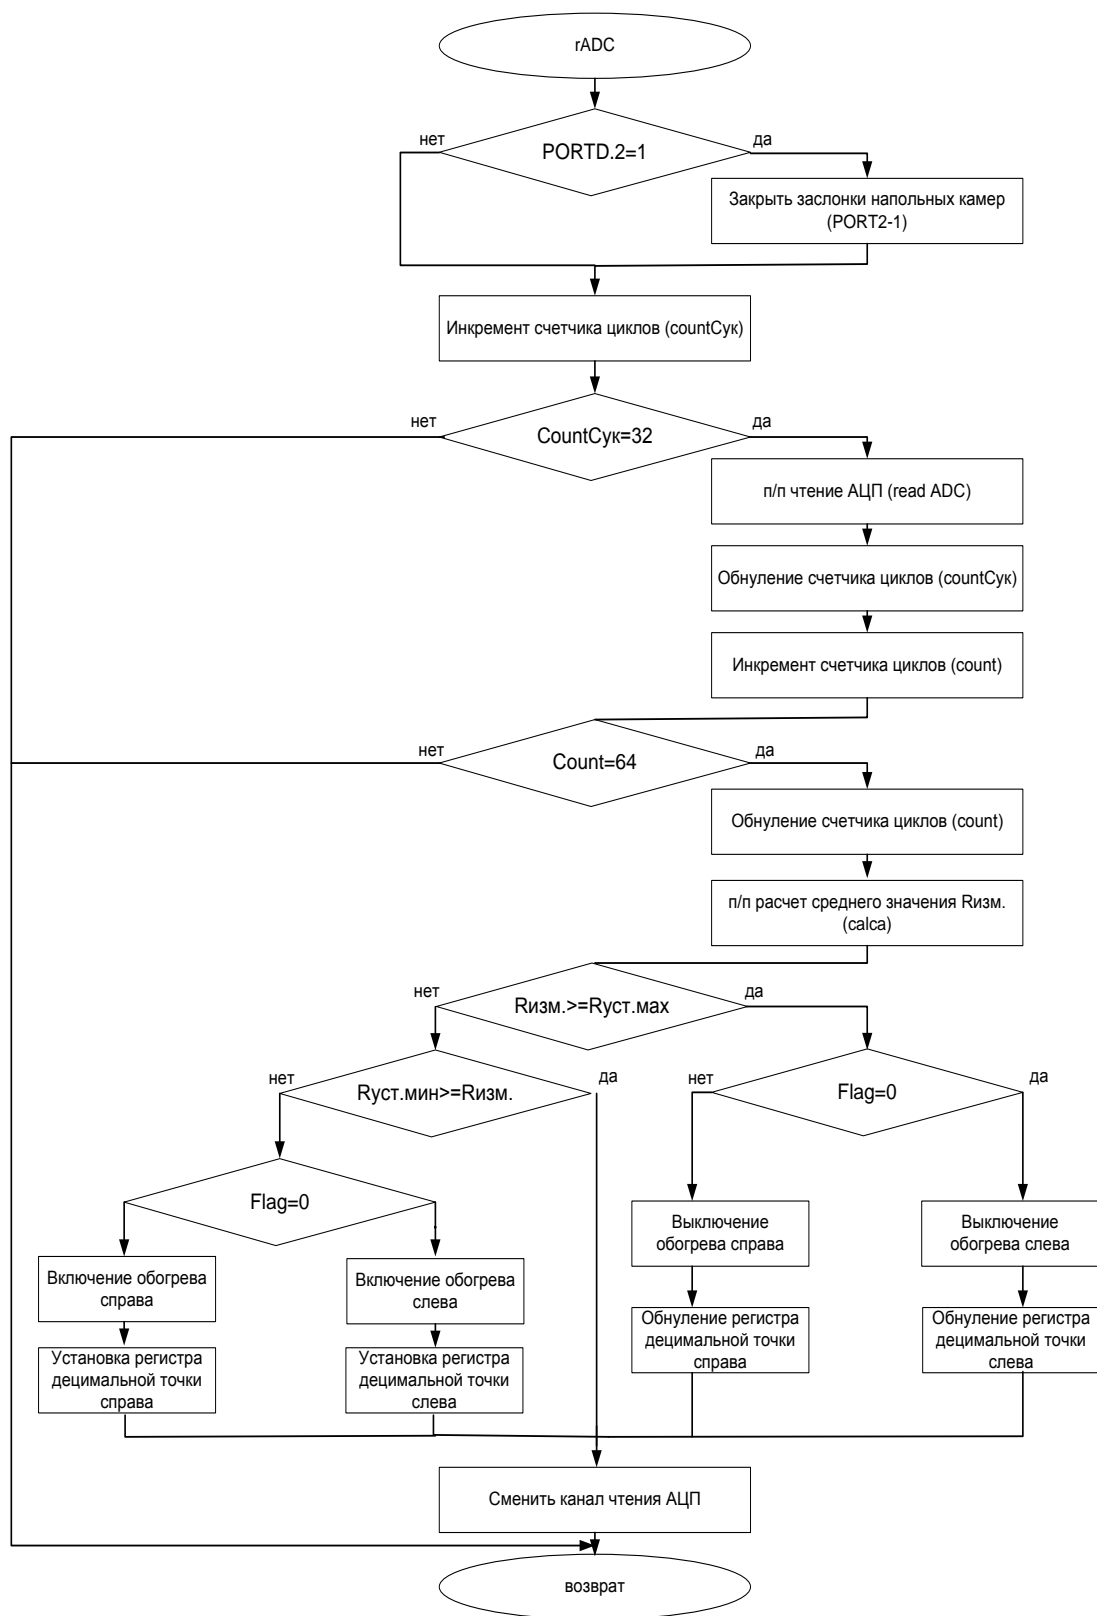 rADC
нет
да
PORTD.2=1
Закрыть заслонки напольных камер
(PORT2-1)
Инкремент счетчика циклов (countСук)
нет
да
CountСук=32
п/п чтение АЦП (read ADC)
Обнуление счетчика циклов (countСук)
Инкремент счетчика циклов (count)
нет
да
Count=64
Обнуление счетчика циклов (count)
п/п расчет среднего значения Rизм.
(calca)
нет
да
Rизм.>=Rуст.мах
нет
да
Rуст.мин>=Rизм.
нет
да
Flag=0
Flag=0
Выключение
обогрева справа
Выключение
обогрева слева
Включение обогрева
справа
Включение обогрева
слева
Обнуление регистра
децимальной точки
справа
Обнуление регистра
децимальной точки
слева
Установка регистра
децимальной точки
справа
Установка регистра
децимальной точки
слева
Сменить канал чтения АЦП
возврат